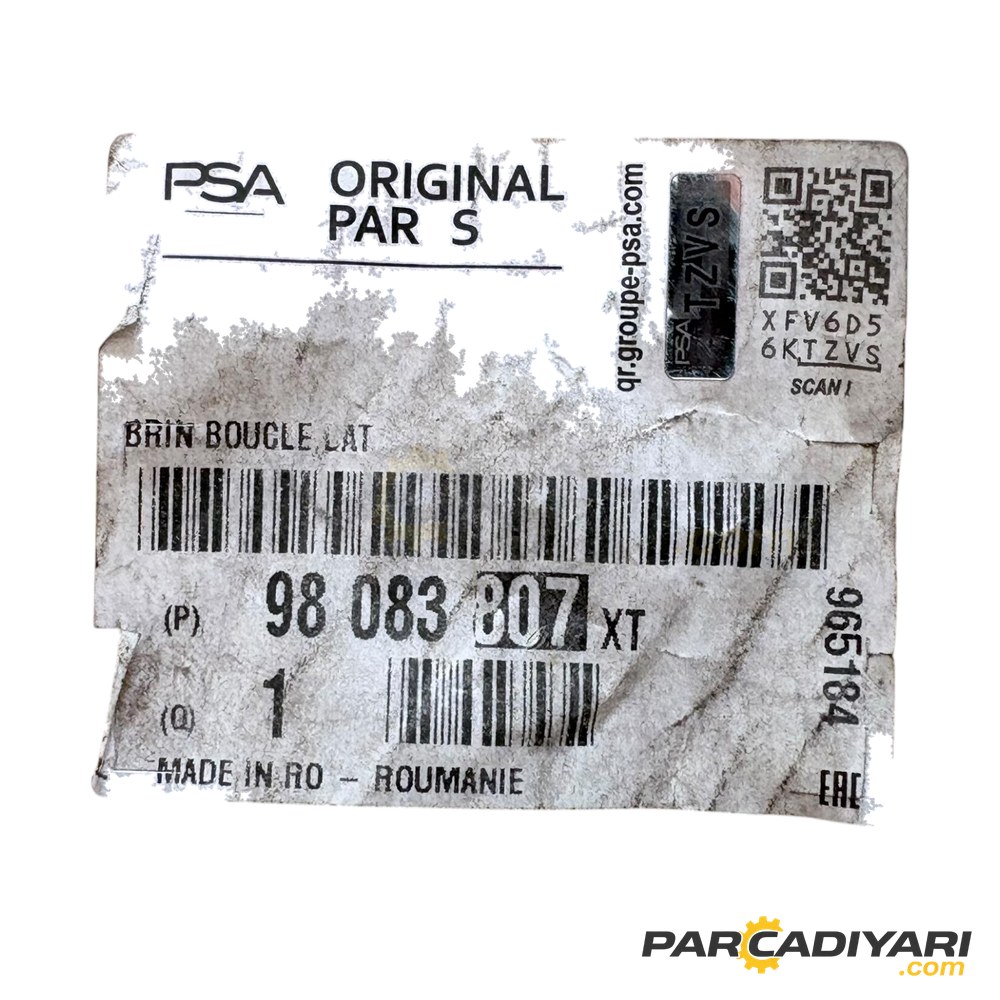 PSA
ORIGINAL
PAR S
qr.groupe-psa.com
PSA TZVS
XFV6D5
6KTZVS
SCAN !
BRIN BOUCLE LAT
(P) 98 083 807 XT
965184
(Q) 1
MADE IN RO – ROUMANIE
EAC
PARCADIYARI
.com